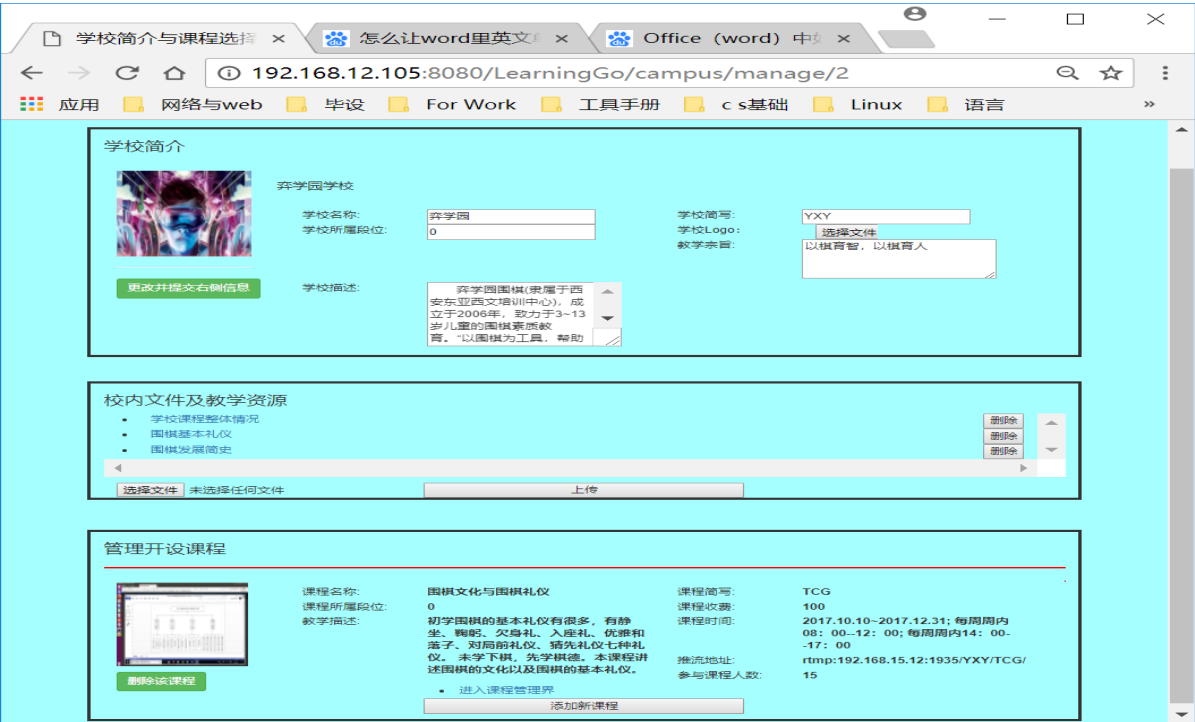 学校简介与课程选择
怎么让word里英文
Office（word）中
192.168.12.105:8080/LearningGo/campus/manage/2
应用 网络与web 毕设 For Work 工具手册 c s基础 Linux 语言 »
学校简介
弈学园学校
学校名称: 弈学园 学校简写: YXY
学校所属段位: 0 学校Logo: 选择文件
教学宗旨: 以棋育智，以棋育人
更改并提交右侧信息 学校描述: 弈学园围棋(隶属于西
安东亚西文培训中心)，成
立于2006年，致力于3~13
岁儿童的围棋素质教
育。“以围棋为工具，帮助
校内文件及教学资源
学校课程整体情况 删除
围棋基本礼仪 删除
围棋发展简史 删除
选择文件 未选择任何文件 上传
管理开设课程
课程名称: 围棋文化与围棋礼仪 课程简写: TCG
课程所属段位: 0 课程收费: 100
教学描述: 初学围棋的基本礼仪有很多，有静 课程时间: 2017.10.10~2017.12.31; 每周周内
坐、鞠躬、欠身礼、入座礼、优雅和 08：00--12：00; 每周周内14：00-
落子、对局前礼仪、猜先礼仪七种礼 -17：00
仪。 未学下棋，先学棋德。本课程讲 推流地址: rtmp:192.168.15.12:1935/YXY/TCG/
述围棋的文化以及围棋的基本礼仪。 参与课程人数: 15
删除该课程
进入课程管理界
添加新课程